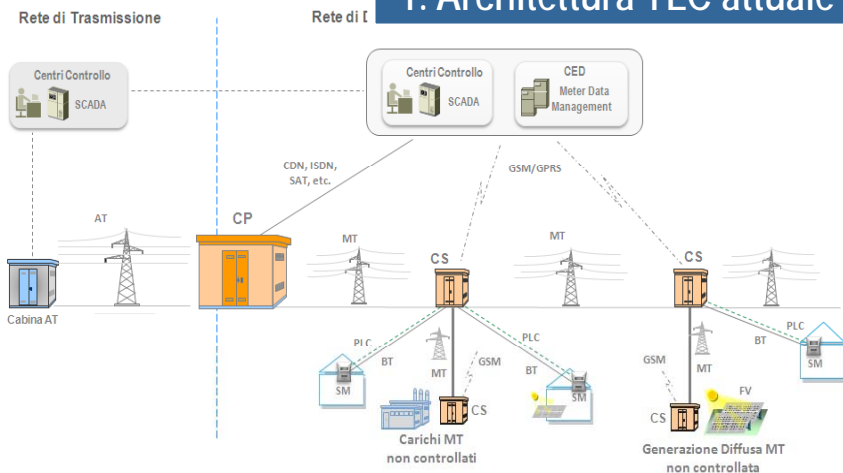 1. Architettura TLC attuale
Rete di Trasmissione
Rete di
Centri Controllo
SCADA
Centri Controllo
SCADA
CED
Meter Data
Management
CDN, ISDN,
SAT, etc.
GSM/GPRS
AT
CP
MT
CS
MT
CS
Cabina AT
PLC
BT
SM
MT
GSM
PLC
BT
SM
CS
Carichi MT
non controllati
PLC
BT
SM
GSM
MT
FV
CS
Generazione Diffusa MT
non controllata